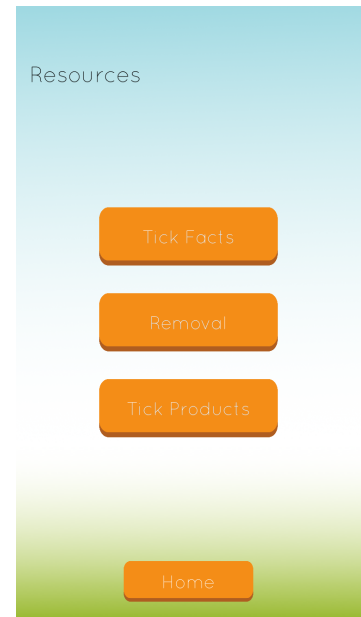 Resources
Tick Facts
Removal
Tick Products
Home